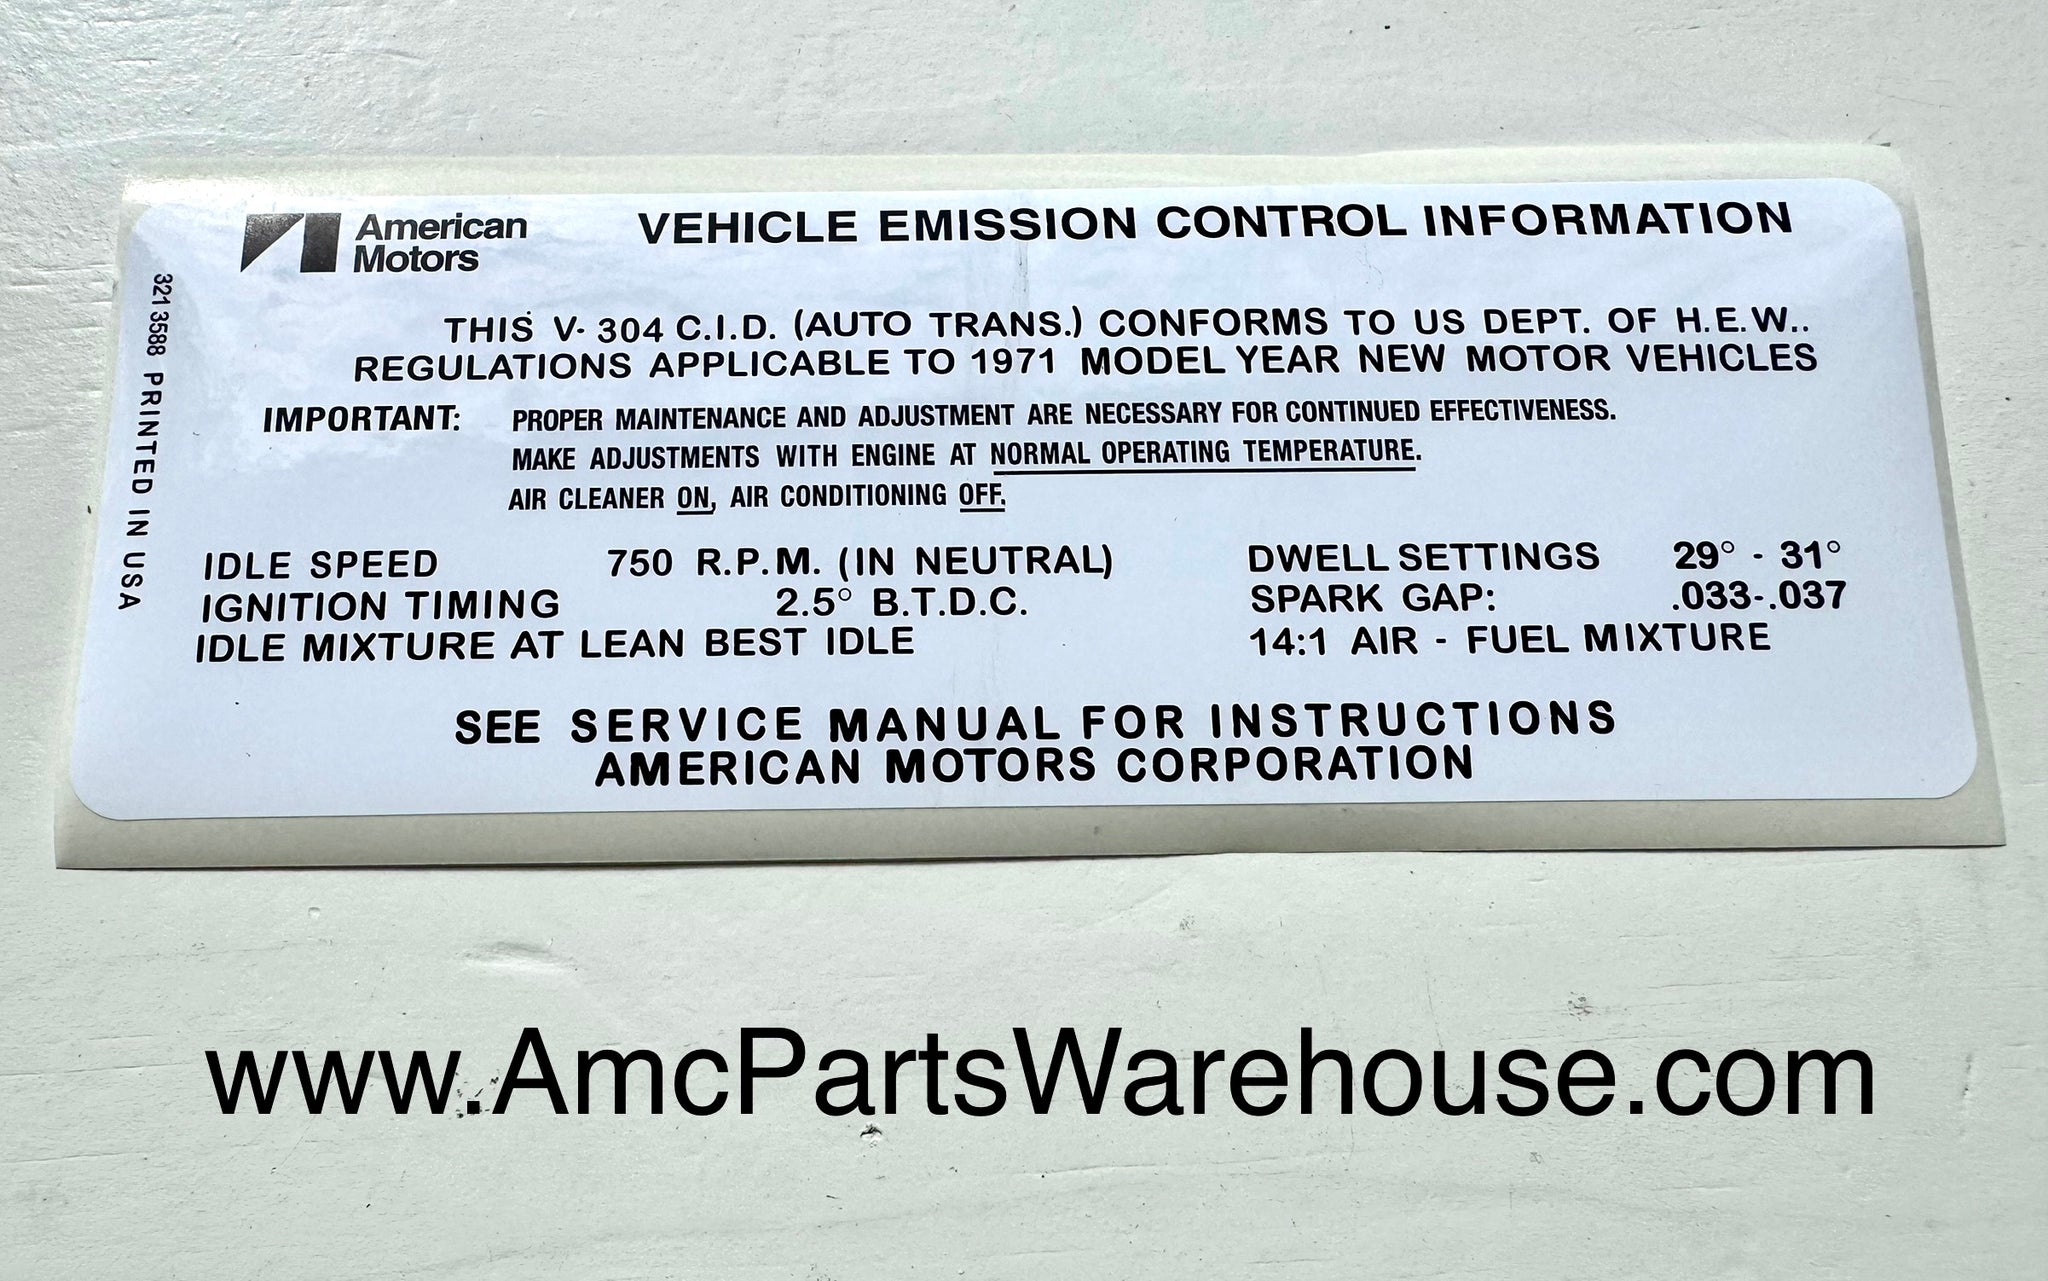 American
Motors
VEHICLE EMISSION CONTROL INFORMATION
321 3588 PRINTED IN USA
THIS V- 304 C.I.D. (AUTO TRANS.) CONFORMS TO US DEPT. OF H.E.W..
REGULATIONS APPLICABLE TO 1971 MODEL YEAR NEW MOTOR VEHICLES
IMPORTANT: PROPER MAINTENANCE AND ADJUSTMENT ARE NECESSARY FOR CONTINUED EFFECTIVENESS.
MAKE ADJUSTMENTS WITH ENGINE AT NORMAL OPERATING TEMPERATURE.
AIR CLEANER ON, AIR CONDITIONING OFF.
IDLE SPEED 750 R.P.M. (IN NEUTRAL) DWELL SETTINGS 29° - 31°
IGNITION TIMING 2.5° B.T.D.C. SPARK GAP: .033-.037
IDLE MIXTURE AT LEAN BEST IDLE 14:1 AIR - FUEL MIXTURE
SEE SERVICE MANUAL FOR INSTRUCTIONS
AMERICAN MOTORS CORPORATION
www.AmcPartsWarehouse.com